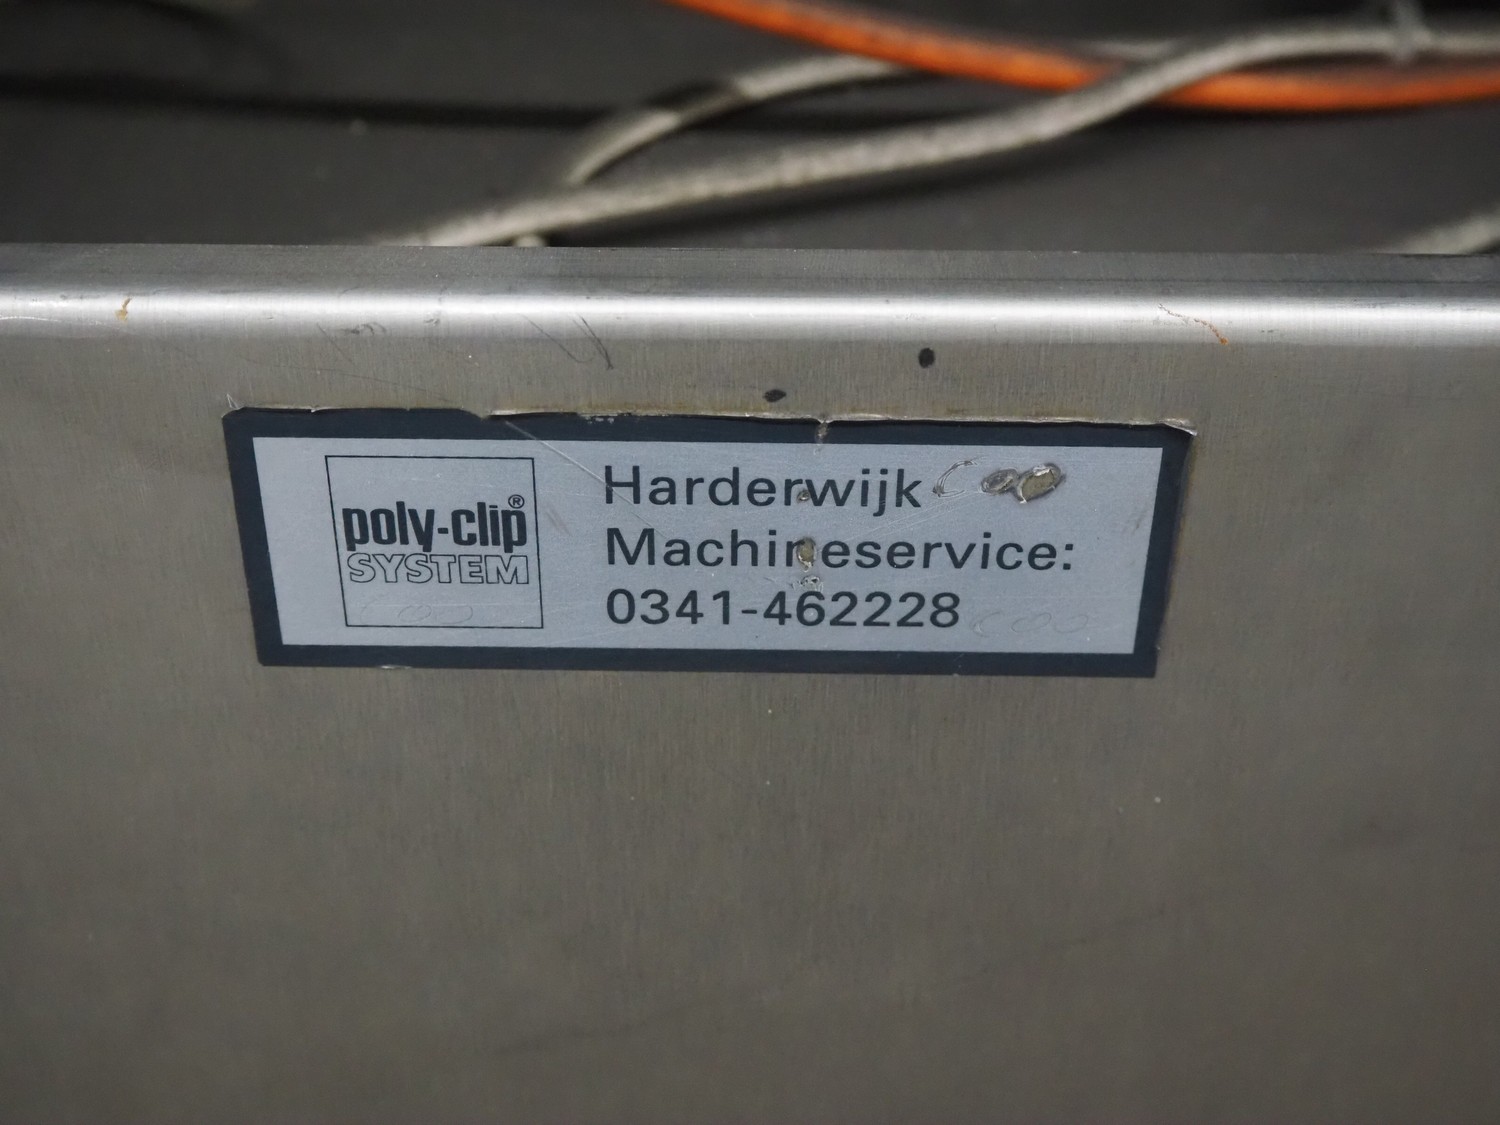 poly-clip®
SYSTEM
Harderwijk
Machineservice:
0341-462228